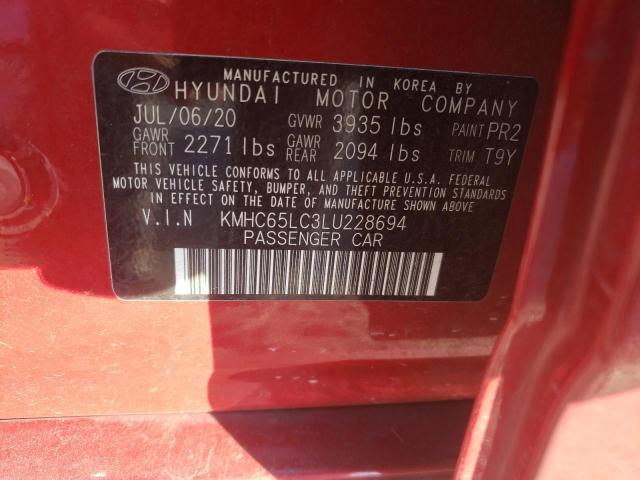 MANUFACTURED IN KOREA BY
HYUNDAI MOTOR COMPANY
JUL/06/20 GVWR 3935 lbs PAINT PR2
GAWR FRONT 2271 lbs GAWR REAR 2094 lbs TRIM T9Y
THIS VEHICLE CONFORMS TO ALL APPLICABLE U.S.A. FEDERAL
MOTOR VEHICLE SAFETY, BUMPER, AND THEFT PREVENTION STANDARDS
IN EFFECT ON THE DATE OF MANUFACTURE SHOWN ABOVE
V.I.N KMHC65LC3LU228694
PASSENGER CAR